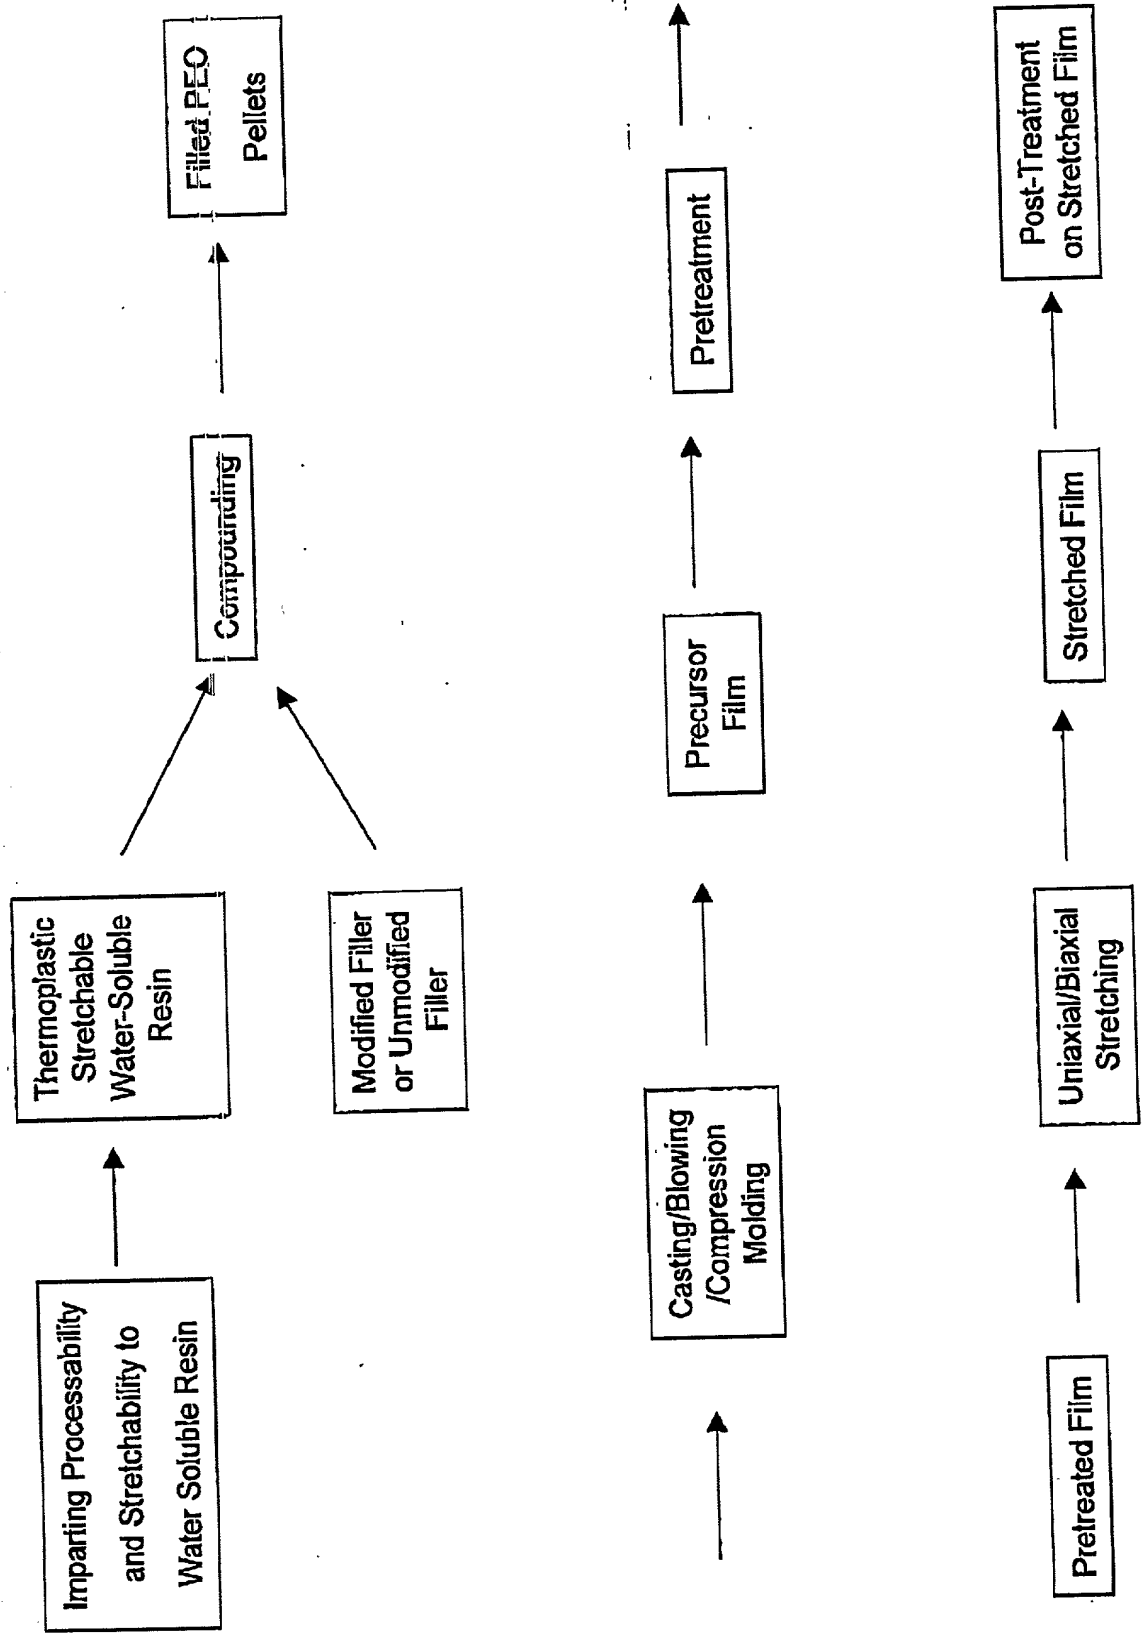 Imparting Processability
and Stretchability to
Water Soluble Resin
Thermoplastic
Stretchable
Water-Soluble
Resin
Modified Filler
or Unmodified
Filler
Compounding
Filled PEO
Pellets
Casting/Blowing
/Compression
Molding
Precursor
Film
Pretreatment
Pretreated Film
Uniaxial/Biaxial
Stretching
Stretched Film
Post-Treatment
on Stretched Film